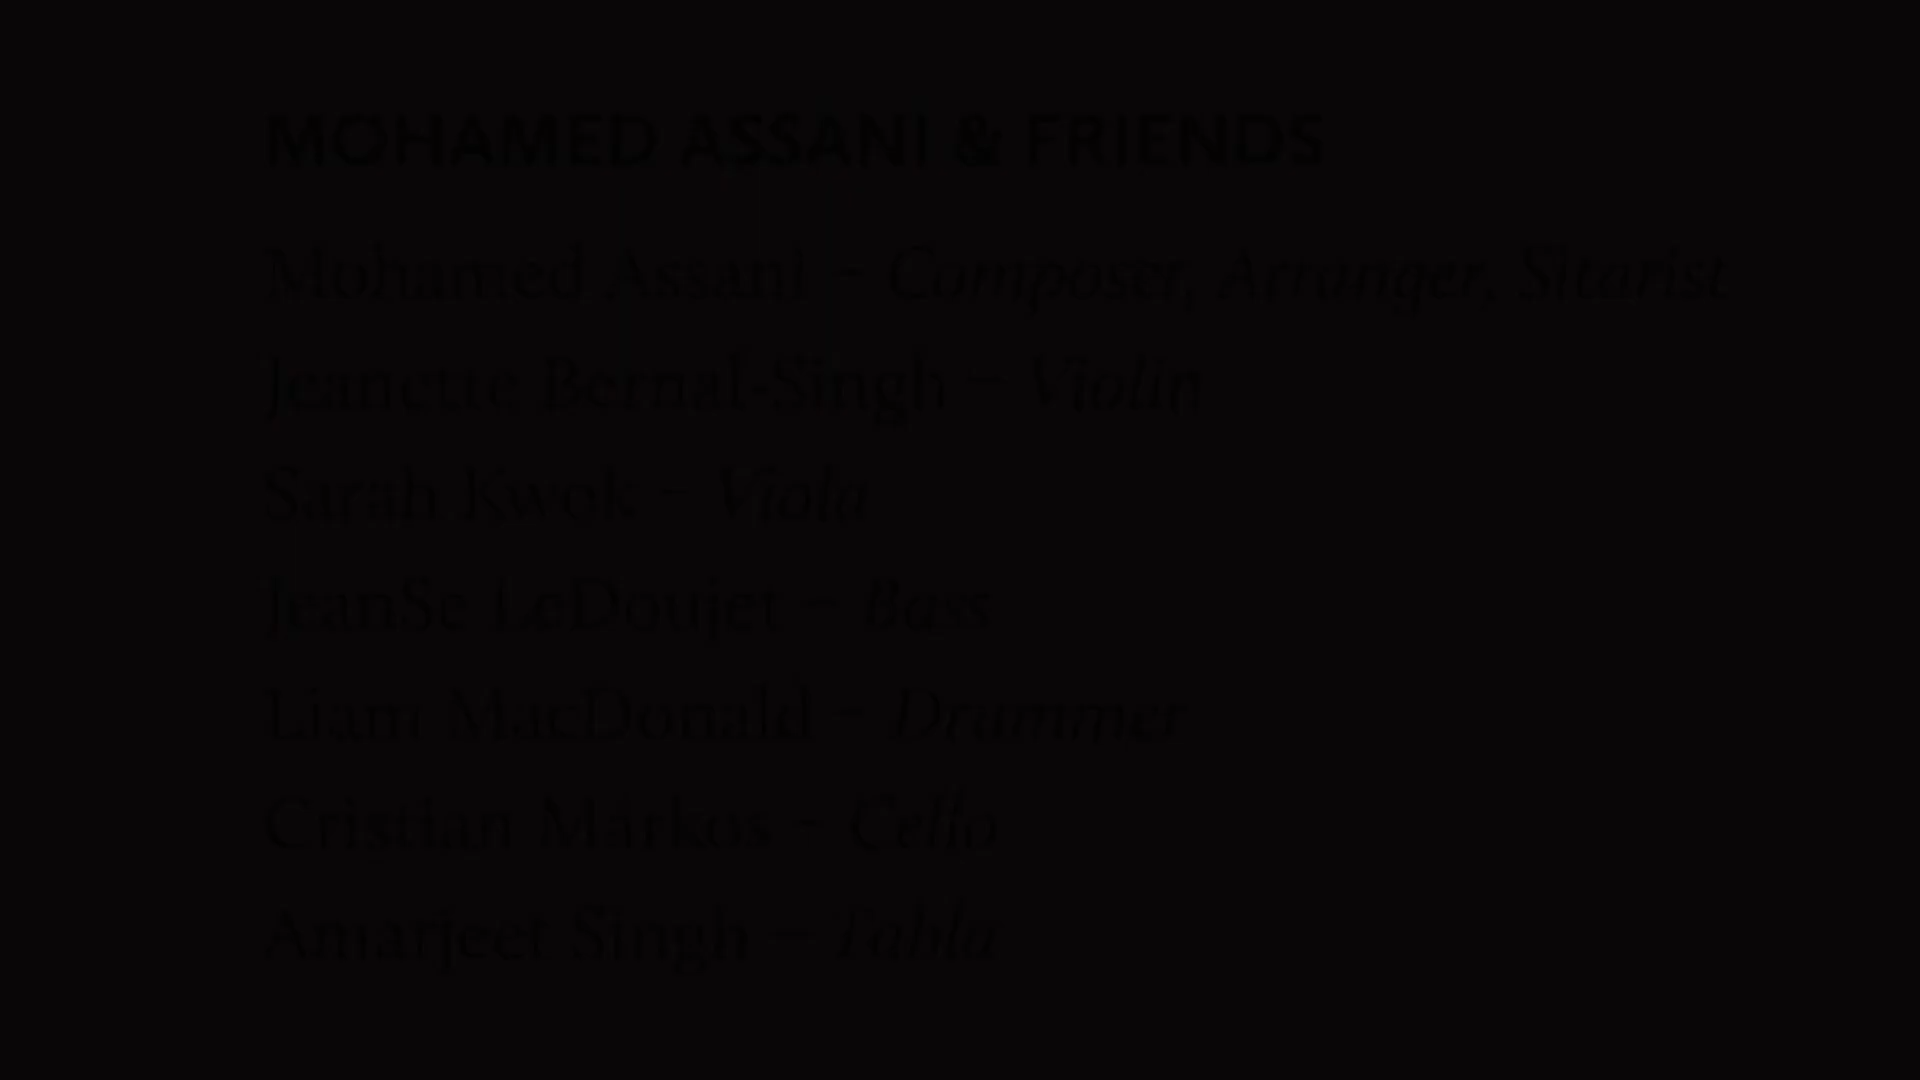 MOHAMED ASSANI & FRIENDS
Mohamed Assani – Composer, Arranger, Sitarist
Jeanette Bernal-Singh – Violin
Sarah Kwok – Viola
JeanSe LeDoujet – Bass
Liam MacDonald – Drummer
Cristian Markos – Cello
Amarjeet Singh – Tabla